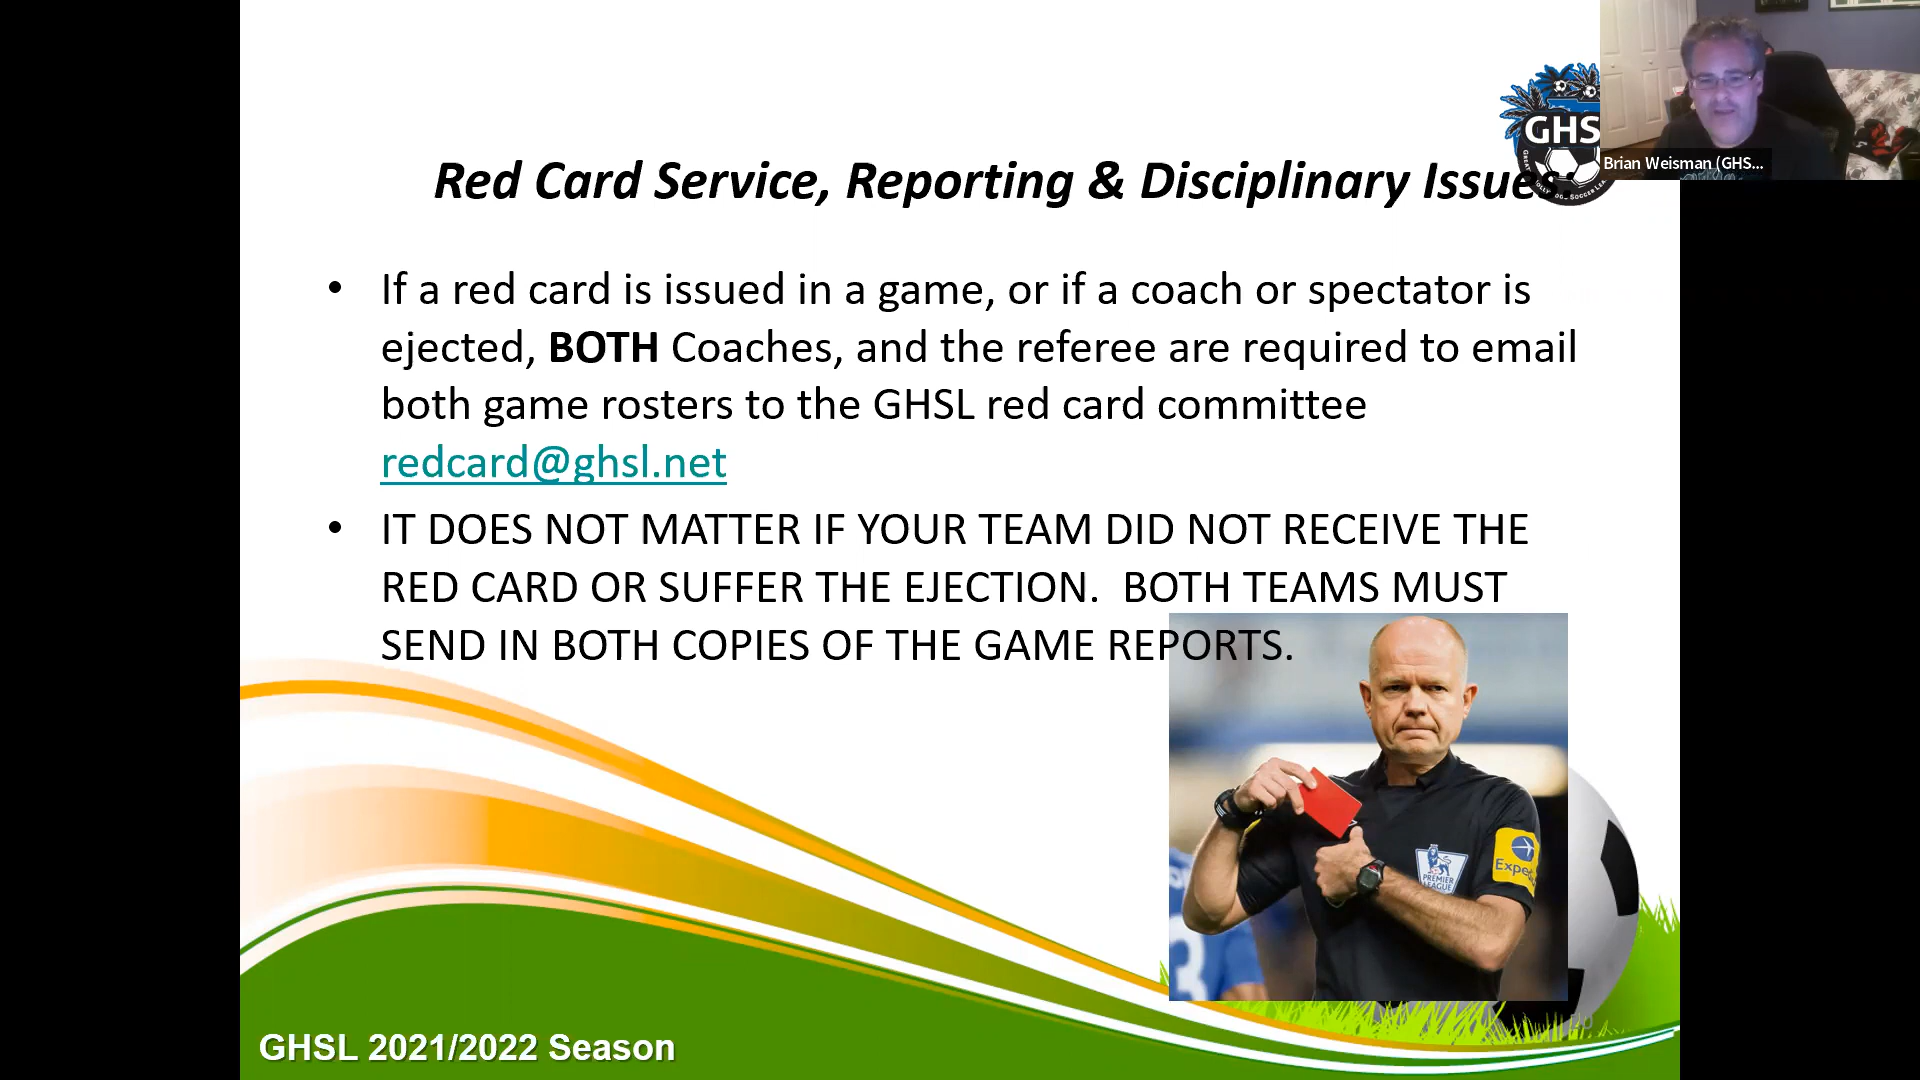 GHS
Brian Weisman (GHS...
Red Card Service, Reporting & Disciplinary Issues
• If a red card is issued in a game, or if a coach or spectator is
ejected, BOTH Coaches, and the referee are required to email
both game rosters to the GHSL red card committee
redcard@ghsl.net
• IT DOES NOT MATTER IF YOUR TEAM DID NOT RECEIVE THE
RED CARD OR SUFFER THE EJECTION. BOTH TEAMS MUST
SEND IN BOTH COPIES OF THE GAME REPORTS.
PREMIER
LEAGUE
3
GHSL 2021/2022 Season